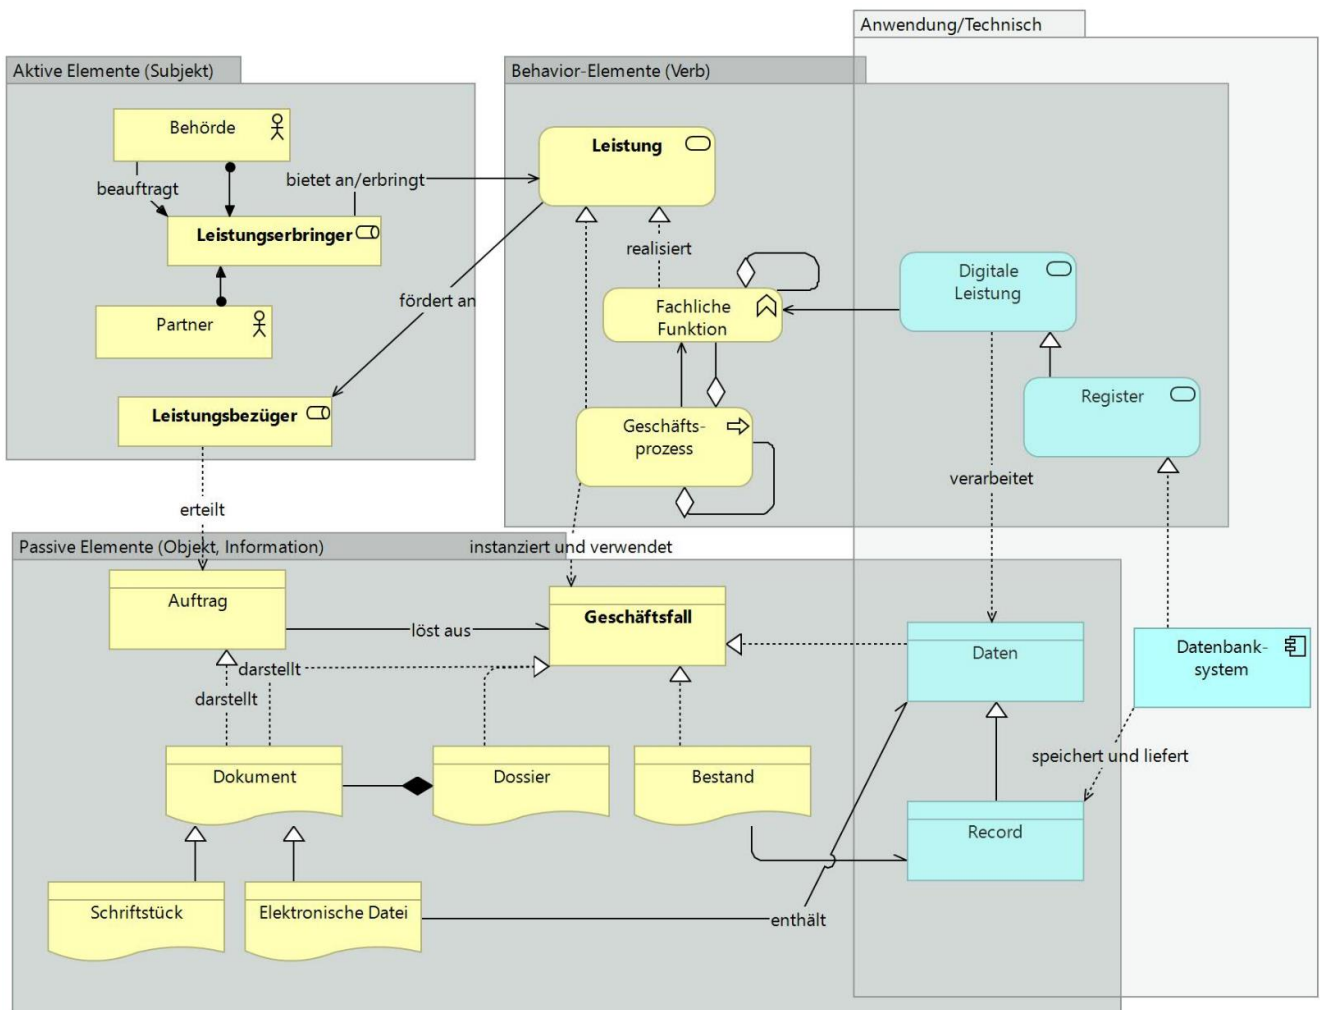 Anwendung/Technisch
Aktive Elemente (Subjekt)
Behavior-Elemente (Verb)
Behörde
Leistung
beauftragt
bietet an/erbringt
Leistungserbringer
realisiert
Digitale
Leistung
fördert an
Fachliche
Funktion
Partner
Leistungsbezüger
Register
Geschäfts-
prozess
verarbeitet
erteilt
Passive Elemente (Objekt, Information)
instanziert und verwendet
Auftrag
Geschäftsfall
löst aus
Daten
Datenbank-
system
darstellt
darstellt
speichert und liefert
Dokument
Dossier
Bestand
Record
Schriftstück
Elektronische Datei
enthält